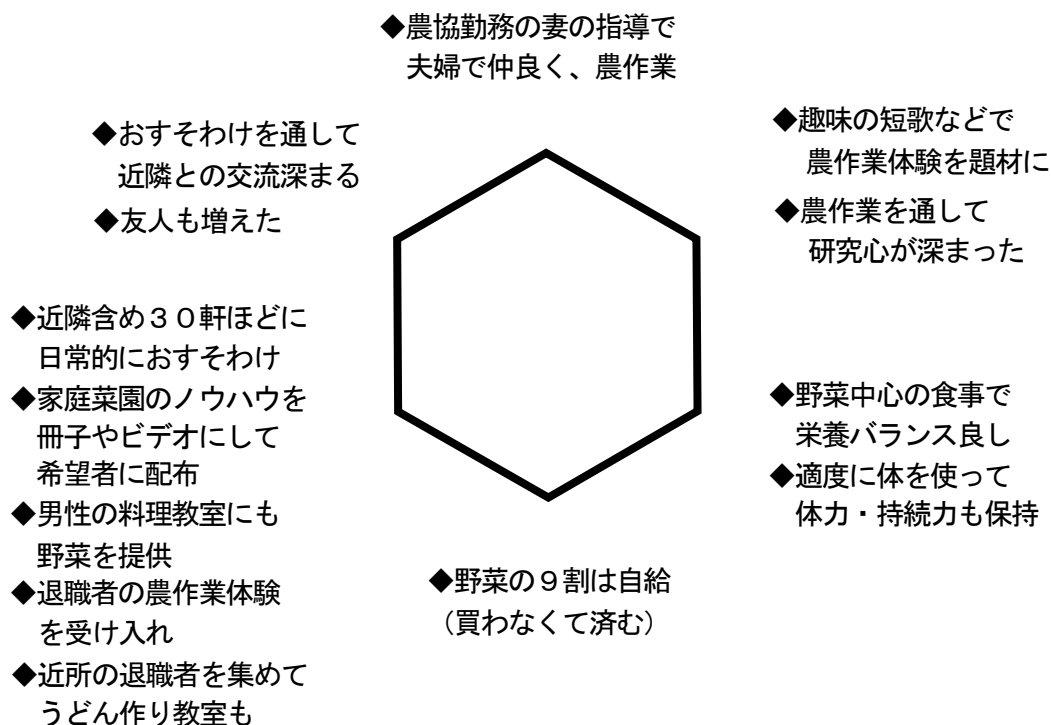 ◆農協勤務の妻の指導で
夫婦で仲良く、農作業
◆おすそわけを通して
近隣との交流深まる
◆友人も増えた
◆趣味の短歌などで
農作業体験を題材に
◆農作業を通して
研究心が深まった
◆近隣含め３０軒ほどに
日常的におすそわけ
◆家庭菜園のノウハウを
冊子やビデオにして
希望者に配布
◆男性の料理教室にも
野菜を提供
◆退職者の農作業体験
を受け入れ
◆近所の退職者を集めて
うどん作り教室も
◆野菜中心の食事で
栄養バランス良し
◆適度に体を使って
体力・持続力も保持
◆野菜の９割は自給
（買わなくて済む）